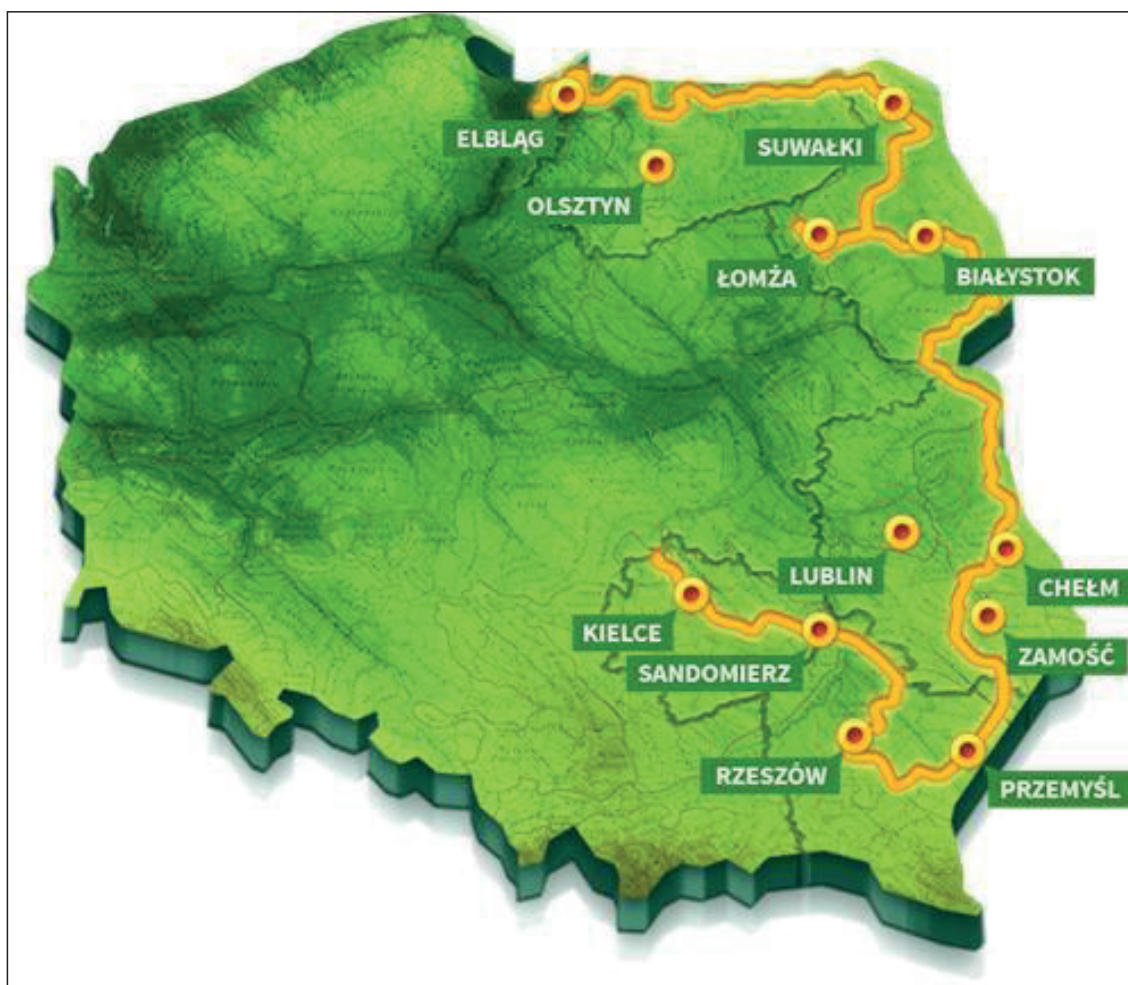 ELBLĄG
SUWAŁKI
OLSZTYN
ŁOMŻA
BIAŁYSTOK
LUBLIN
CHEŁM
KIELCE
ZAMOŚĆ
SANDOMIERZ
RZESZÓW
PRZEMYŚL